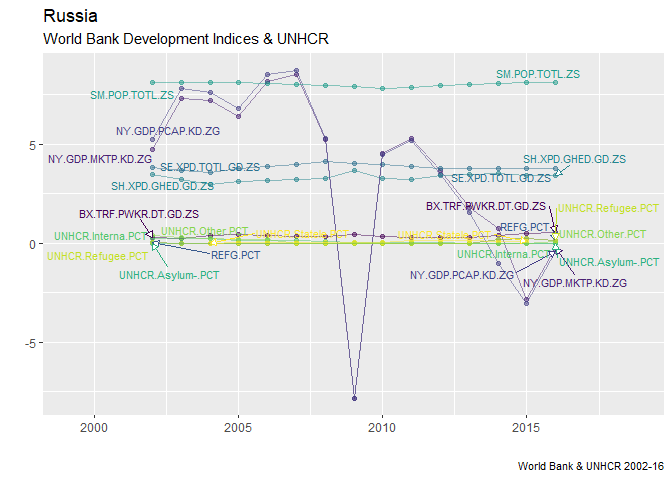 Russia
World Bank Development Indices & UNHCR
SM.POP.TOTL.ZS
SM.POP.TOTL.ZS
NY.GDP.PCAP.KD.ZG
5
NY.GDP.MKTP.KD.ZG
SE.XPD.TOTL.GD.ZS
SH.XPD.GHED.GD.ZS
SE.XPD.TOTL.GD.ZS
SH.XPD.GHED.GD.ZS
BX.TRF.PWKR.DT.GD.ZS
BX.TRF.PWKR.DT.GD.ZS
UNHCR.Refugee.PCT
UNHCR.Interna.PCT
UNHCR.Other.PCT
REFG.PCT
UNHCR.Other.PCT
0
UNHCR.Refugee.PCT
REFG.PCT
UNHCR.Interna.PCT
UNHCR.Asylum-.PCT
UNHCR.Asylum-.PCT
NY.GDP.PCAP.KD.ZG
NY.GDP.MKTP.KD.ZG
-5
2000 2005 2010 2015
World Bank & UNHCR 2002-16